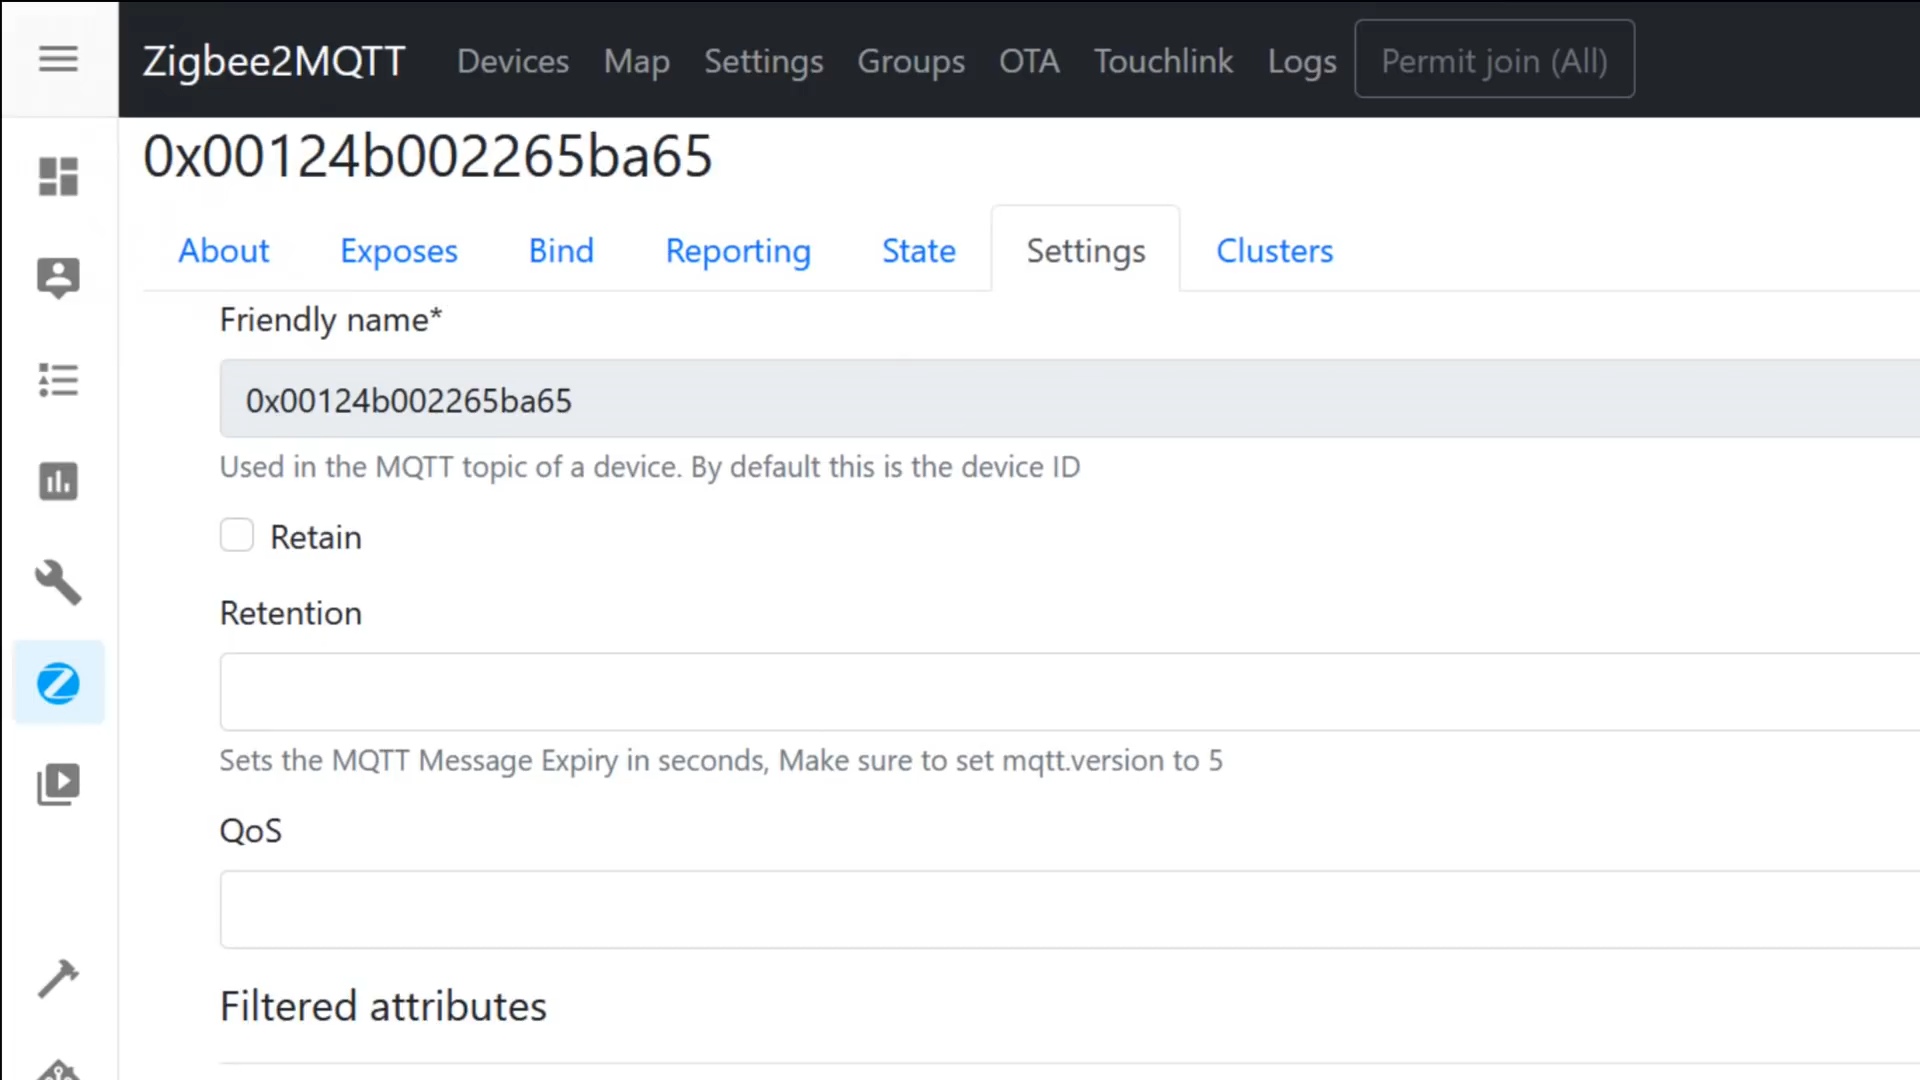 Zigbee2MQTT Devices Map Settings Groups OTA Touchlink Logs Permit join (All)
0x00124b002265ba65
About Exposes Bind Reporting State Settings Clusters
Friendly name*
0x00124b002265ba65
Used in the MQTT topic of a device. By default this is the device ID
Retain
Retention
Sets the MQTT Message Expiry in seconds, Make sure to set mqtt.version to 5
QoS
Filtered attributes